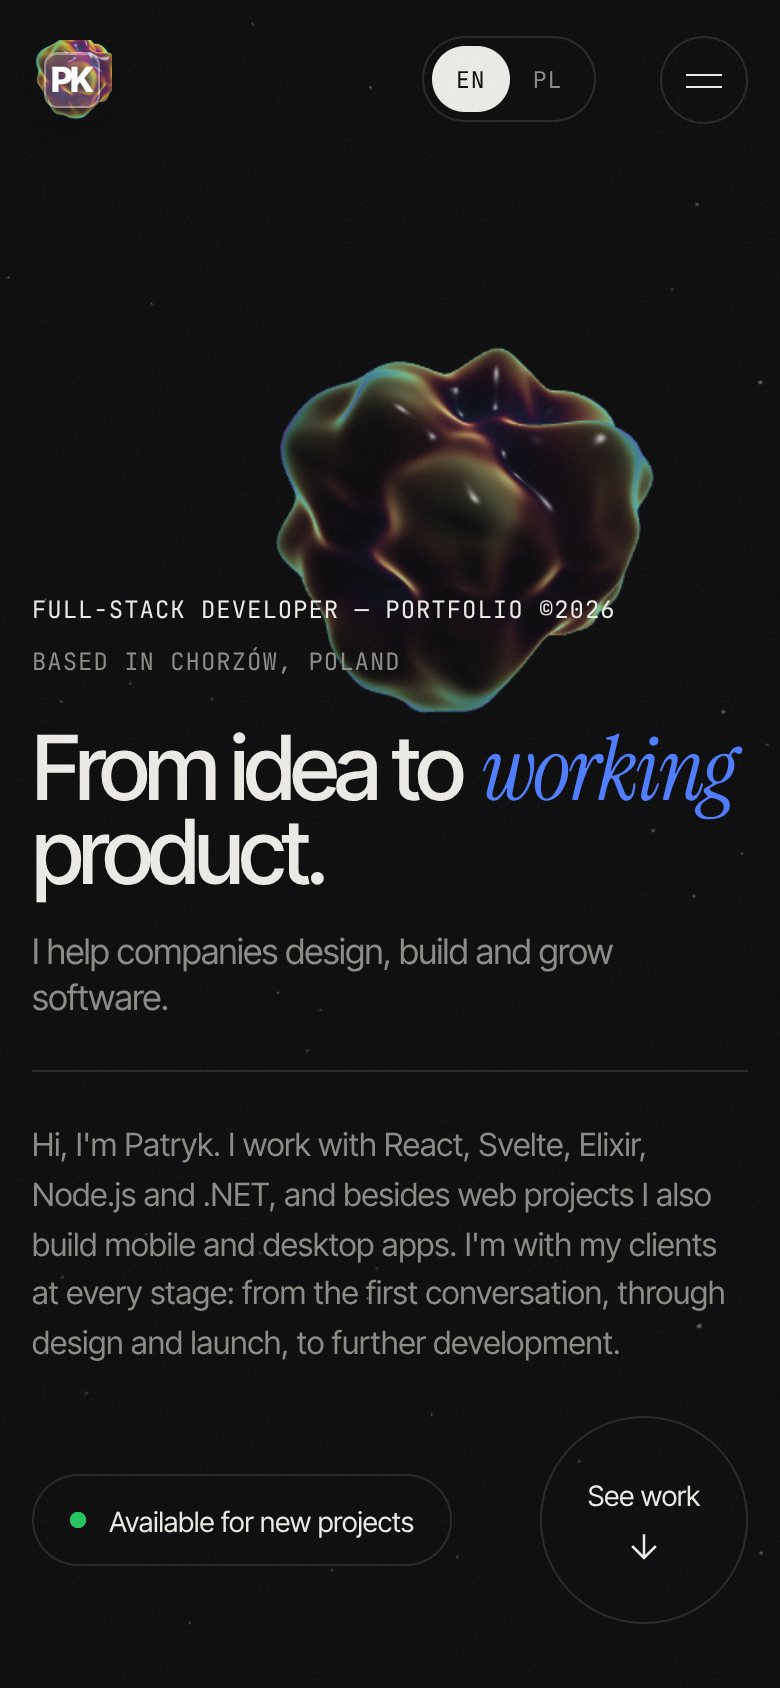 PK
EN PL
FULL-STACK DEVELOPER — PORTFOLIO ©2026
BASED IN CHORZÓW, POLAND
From idea to working
product.
I help companies design, build and grow
software.
Hi, I'm Patryk. I work with React, Svelte, Elixir,
Node.js and .NET, and besides web projects I also
build mobile and desktop apps. I'm with my clients
at every stage: from the first conversation, through
design and launch, to further development.
Available for new projects
See work